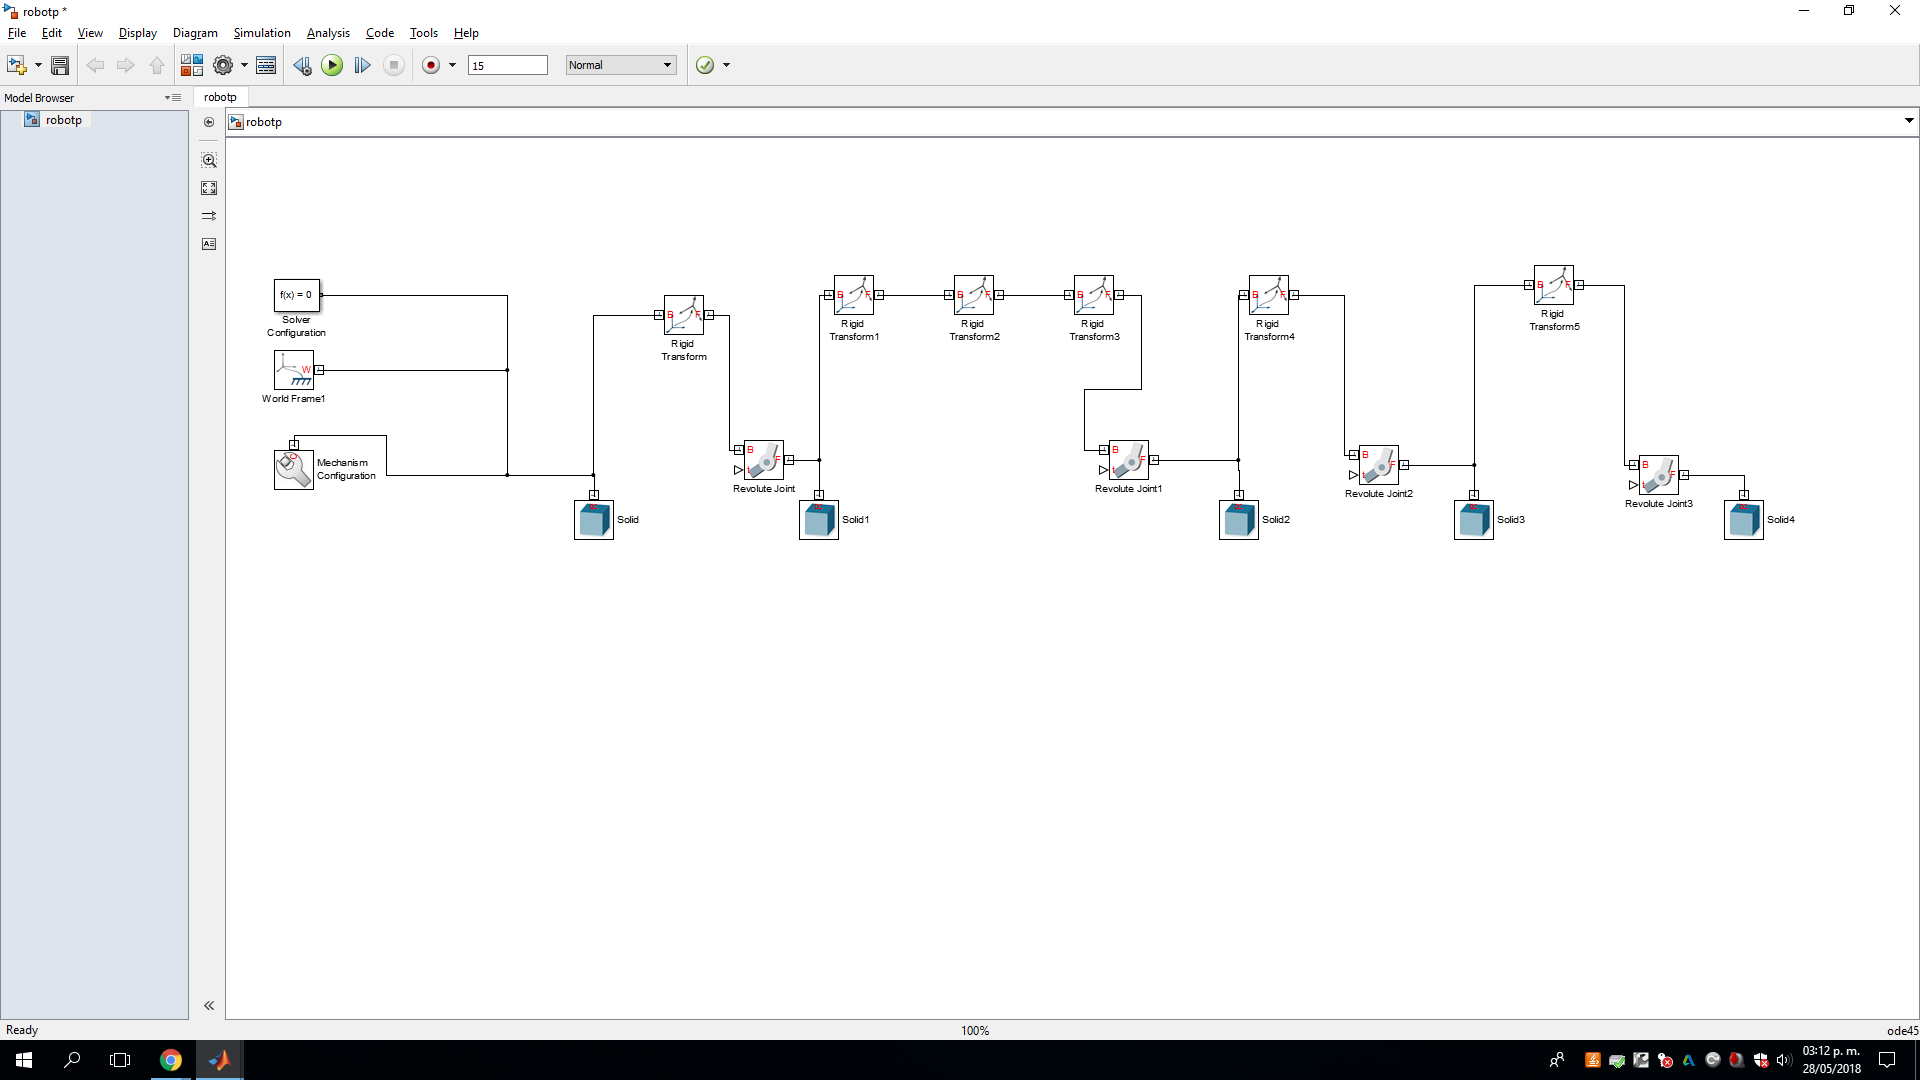 robotp *
File Edit View Display Diagram Simulation Analysis Code Tools Help
15
Normal
Model Browser
robotp
robotp
robotp
f(x) = 0
Solver
Configuration
W
World Frame1
C
Mechanism
Configuration
Solid
B F
Rigid
Transform
B F
t
Revolute Joint
Solid1
B F
Rigid
Transform1
B F
Rigid
Transform2
B F
Rigid
Transform3
B F
t
Revolute Joint1
B F
Rigid
Transform4
Solid2
B F
t
Revolute Joint2
Solid3
B F
Rigid
Transform5
B F
t
Revolute Joint3
Solid4
Ready
100%
ode45
03:12 p. m.
28/05/2018